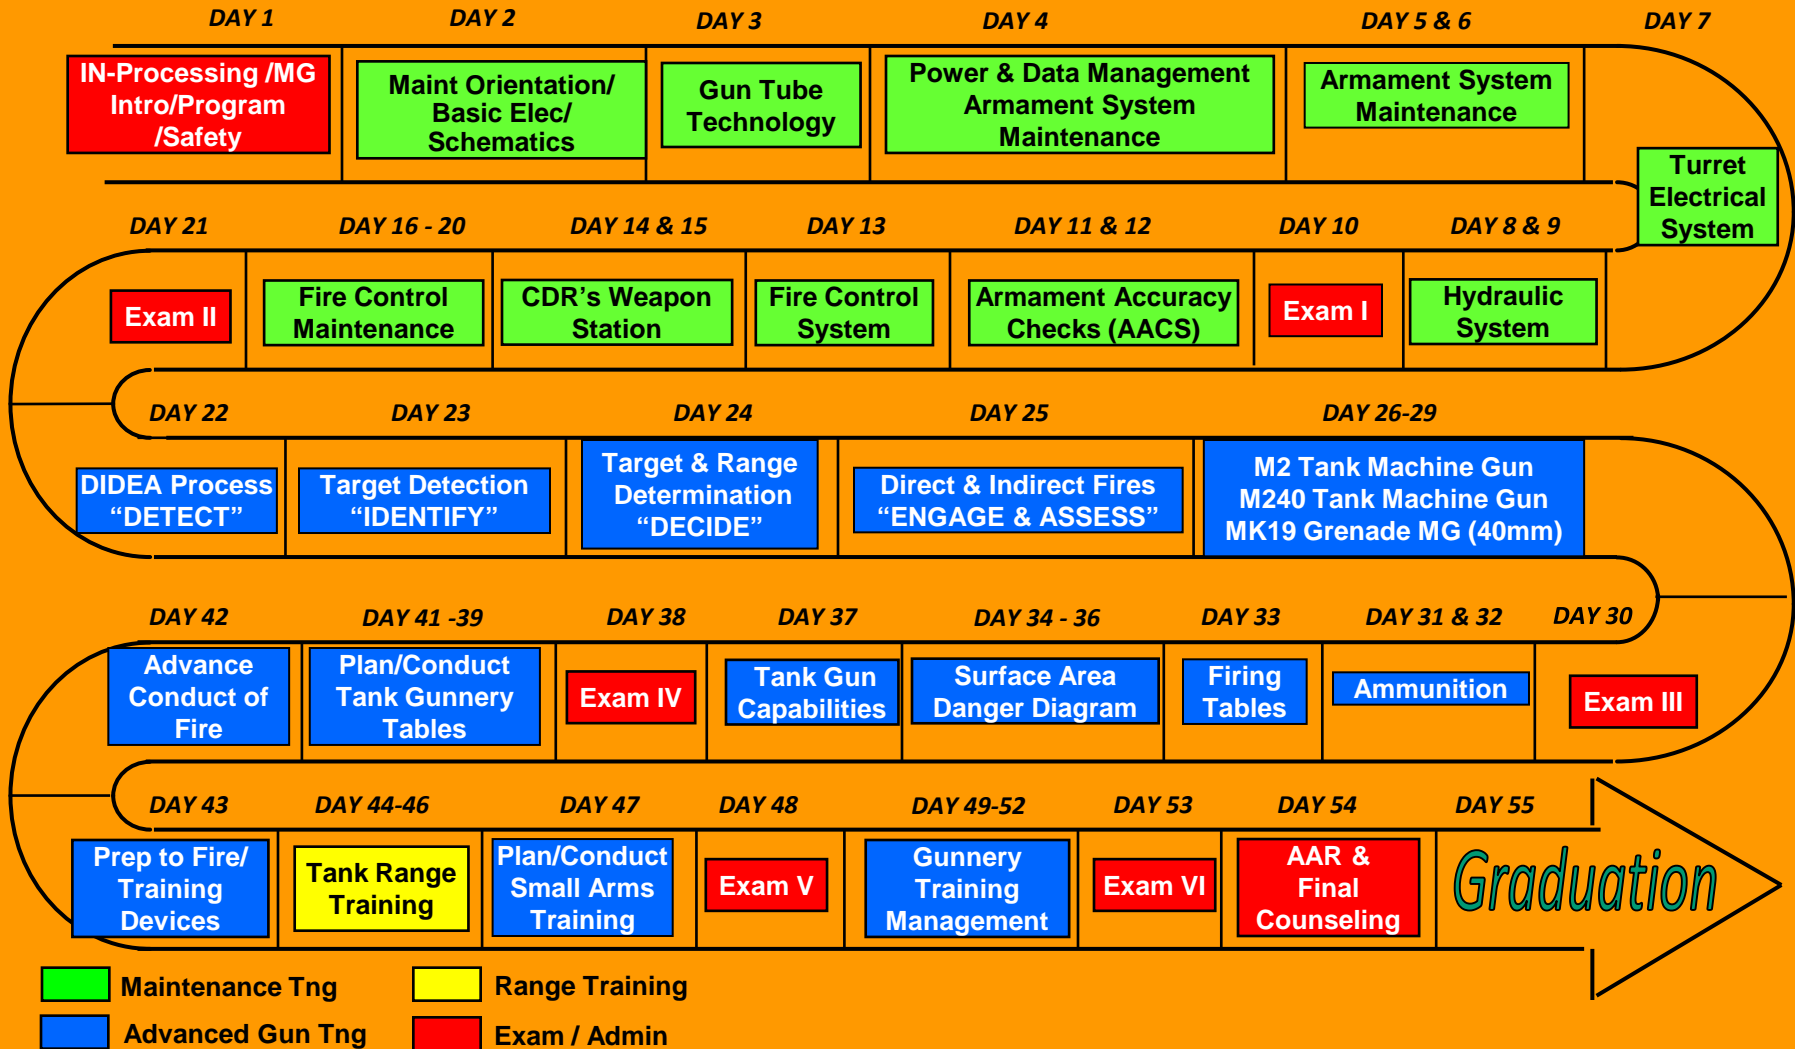 DAY 1
DAY 2
DAY 3
DAY 4
DAY 5 & 6
DAY 7
IN-Processing /MG
Intro/Program
/Safety
Maint Orientation/
Basic Elec/
Schematics
Gun Tube
Technology
Power & Data Management
Armament System
Maintenance
Armament System
Maintenance
Turret
Electrical
System
DAY 21
DAY 16 - 20
DAY 14 & 15
DAY 13
DAY 11 & 12
DAY 10
DAY 8 & 9
Exam II
Fire Control
Maintenance
CDR's Weapon
Station
Fire Control
System
Armament Accuracy
Checks (AACS)
Exam I
Hydraulic
System
DAY 22
DAY 23
DAY 24
DAY 25
DAY 26-29
DIDEA Process
“DETECT”
Target Detection
“IDENTIFY”
Target & Range
Determination
“DECIDE”
Direct & Indirect Fires
“ENGAGE & ASSESS”
M2 Tank Machine Gun
M240 Tank Machine Gun
MK19 Grenade MG (40mm)
DAY 42
DAY 41 -39
DAY 38
DAY 37
DAY 34 - 36
DAY 33
DAY 31 & 32
DAY 30
Advance
Conduct of
Fire
Plan/Conduct
Tank Gunnery
Tables
Exam IV
Tank Gun
Capabilities
Surface Area
Danger Diagram
Firing
Tables
Ammunition
Exam III
DAY 43
DAY 44-46
DAY 47
DAY 48
DAY 49-52
DAY 53
DAY 54
DAY 55
Prep to Fire/
Training
Devices
Tank Range
Training
Plan/Conduct
Small Arms
Training
Exam V
Gunnery
Training
Management
Exam VI
AAR &
Final
Counseling
Graduation
Maintenance Tng
Range Training
Advanced Gun Tng
Exam / Admin